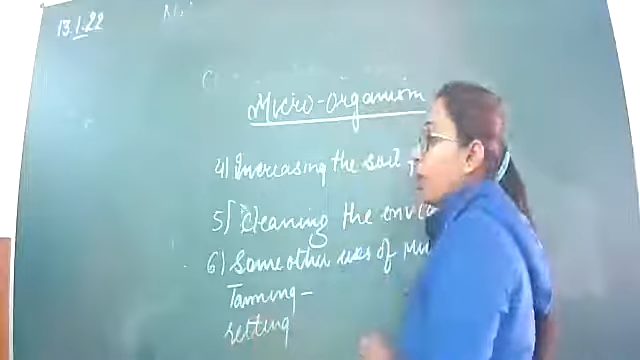 13.1.22
Micro-organism
4) Increasing the soil
5) Cleaning the
6) Some other uses of
Tanning -
setting